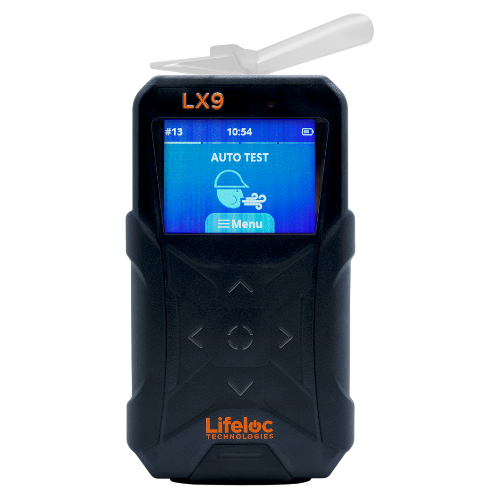 LX9
#13 10:54
AUTO TEST
Menu
Lifeloc
TECHNOLOGIES